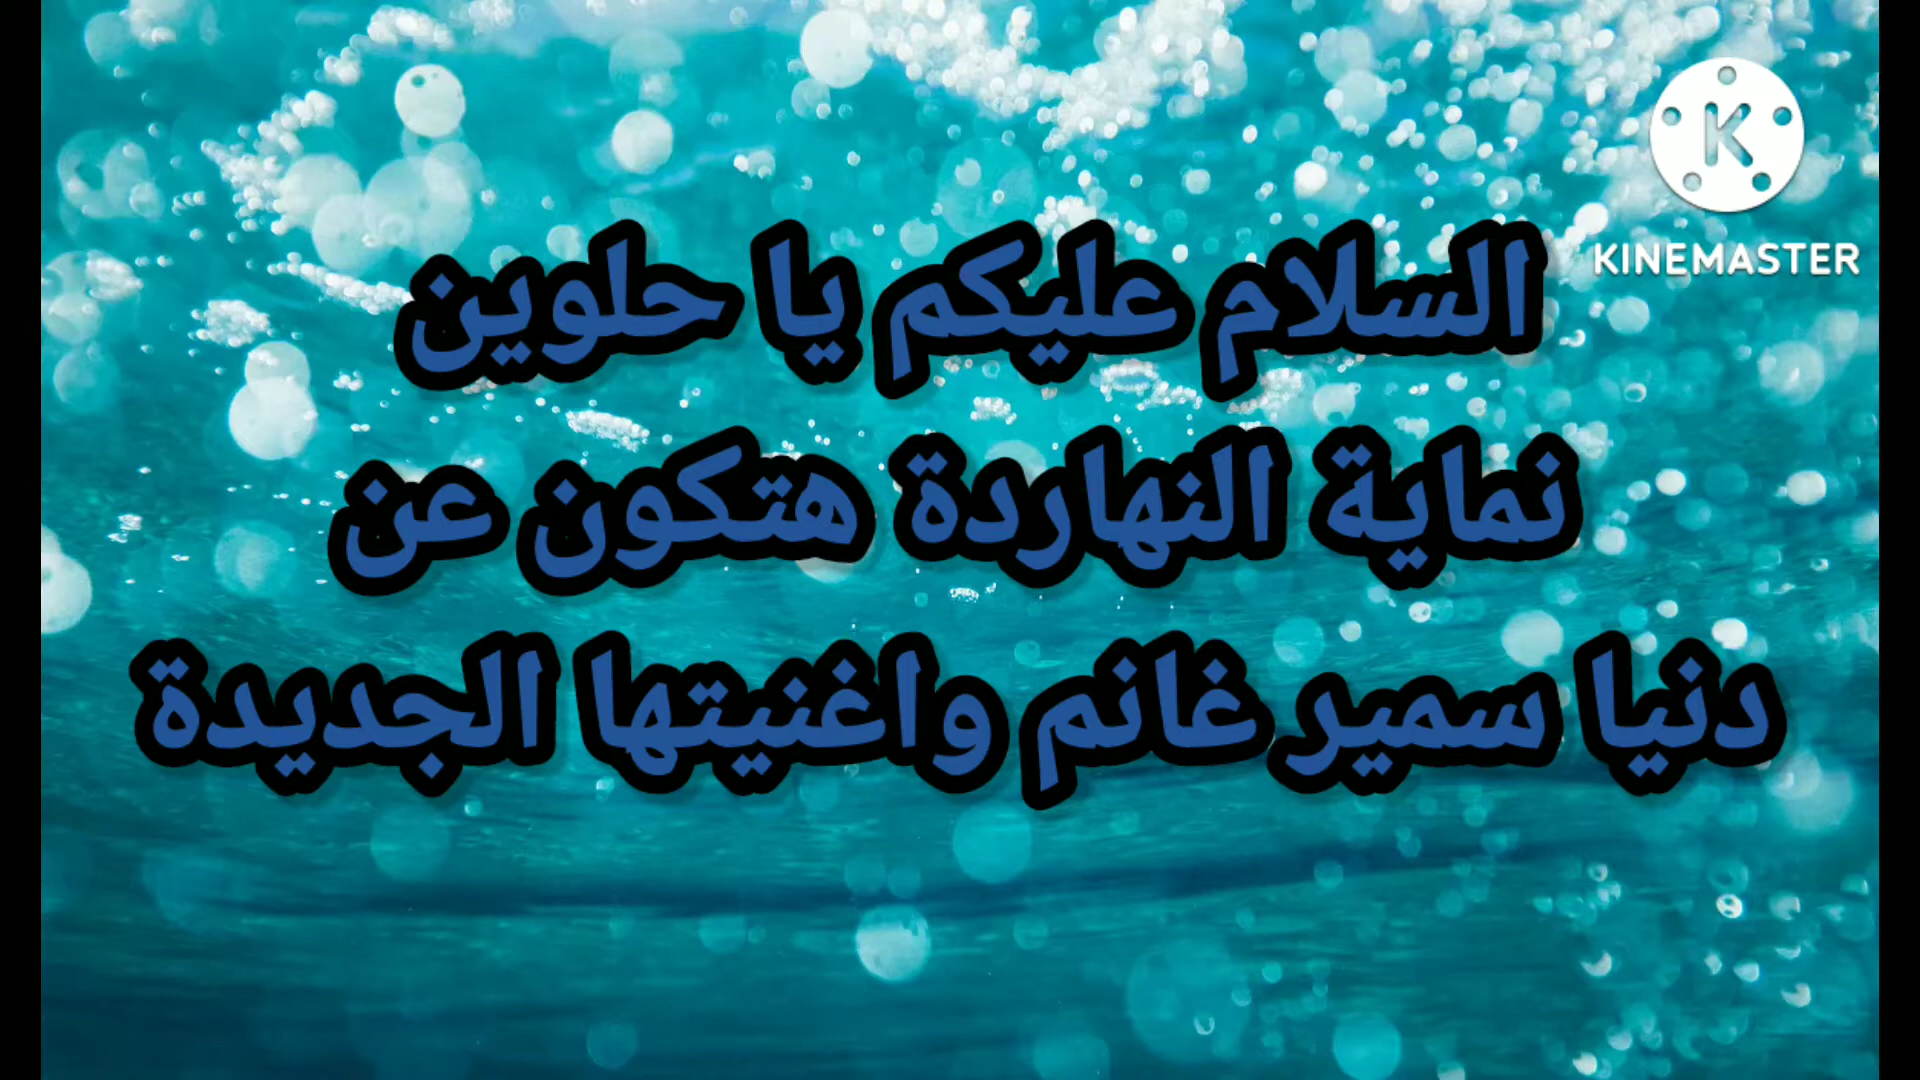 السلام عليكم يا حلوين
نماية النهاردة هتكون عن
دنيا سمير غانم واغنيتها الجديدة
KINEMASTER